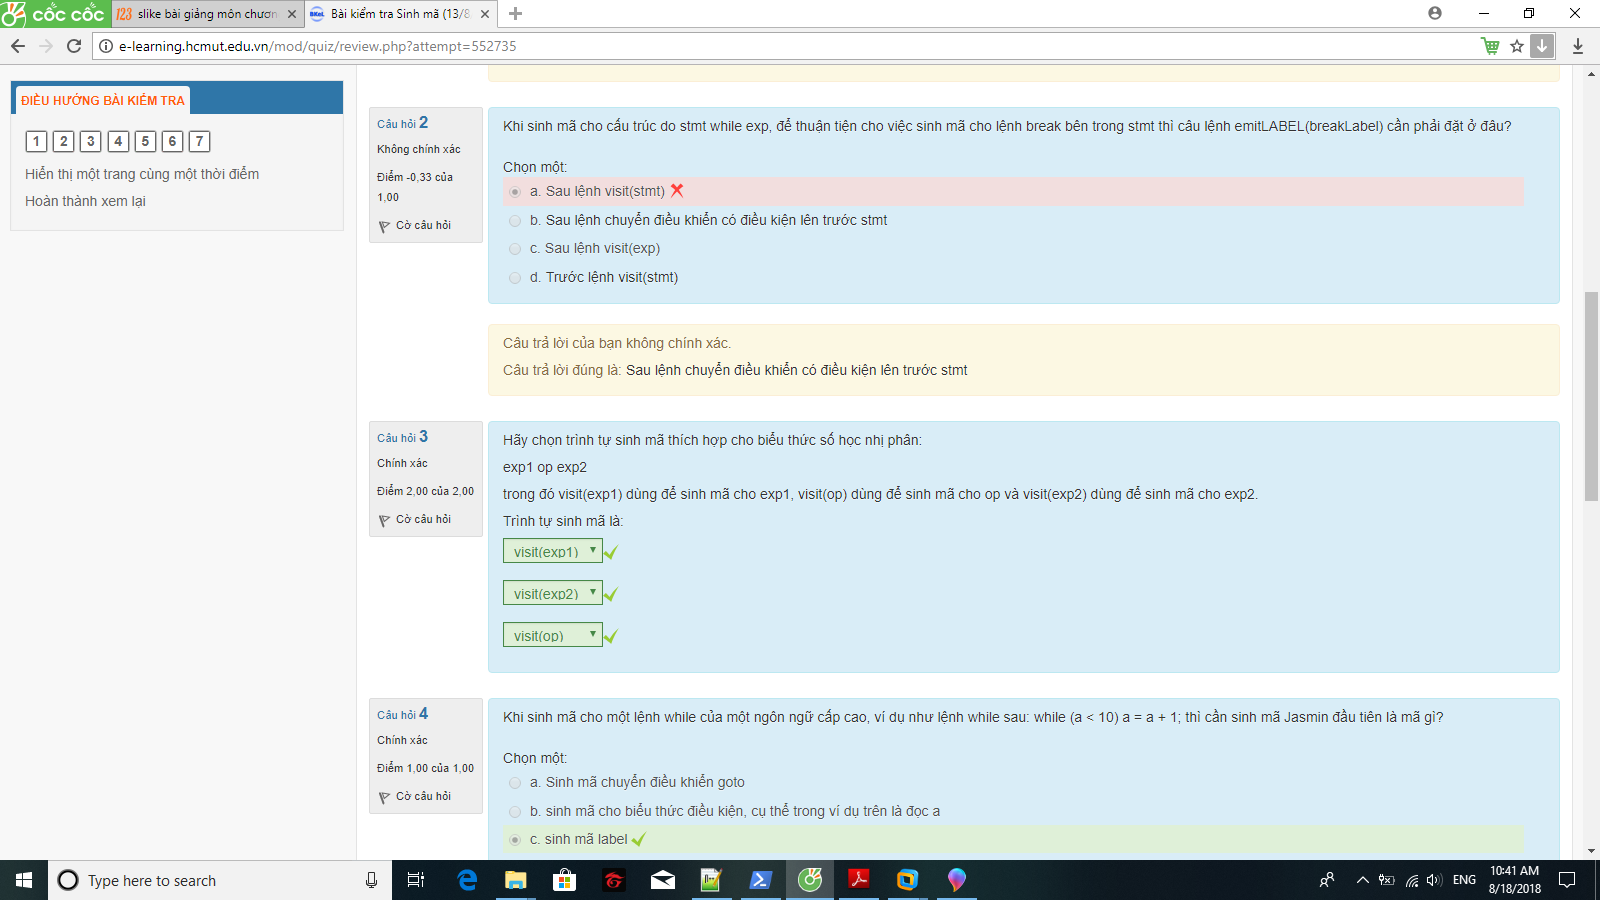 cốc cốc
123 slike bài giảng môn chươn
BKeL Bài kiểm tra Sinh mã (13/8
e-learning.hcmut.edu.vn/mod/quiz/review.php?attempt=552735
ĐIỀU HƯỚNG BÀI KIỂM TRA
1 2 3 4 5 6 7
Hiển thị một trang cùng một thời điểm
Hoàn thành xem lại
Câu hỏi 2
Không chính xác
Điểm -0,33 của
1,00
Cờ câu hỏi
Khi sinh mã cho cấu trúc do stmt while exp, để thuận tiện cho việc sinh mã cho lệnh break bên trong stmt thì câu lệnh emitLABEL(breakLabel) cần phải đặt ở đâu?
Chọn một:
a. Sau lệnh visit(stmt)
b. Sau lệnh chuyển điều khiển có điều kiện lên trước stmt
c. Sau lệnh visit(exp)
d. Trước lệnh visit(stmt)
Câu trả lời của bạn không chính xác.
Câu trả lời đúng là: Sau lệnh chuyển điều khiển có điều kiện lên trước stmt
Câu hỏi 3
Chính xác
Điểm 2,00 của 2,00
Cờ câu hỏi
Hãy chọn trình tự sinh mã thích hợp cho biểu thức số học nhị phân:
exp1 op exp2
trong đó visit(exp1) dùng để sinh mã cho exp1, visit(op) dùng để sinh mã cho op và visit(exp2) dùng để sinh mã cho exp2.
Trình tự sinh mã là:
visit(exp1)
visit(exp2)
visit(op)
Câu hỏi 4
Chính xác
Điểm 1,00 của 1,00
Cờ câu hỏi
Khi sinh mã cho một lệnh while của một ngôn ngữ cấp cao, ví dụ như lệnh while sau: while (a < 10) a = a + 1; thì cần sinh mã Jasmin đầu tiên là mã gì?
Chọn một:
a. Sinh mã chuyển điều khiển goto
b. sinh mã cho biểu thức điều kiện, cụ thể trong ví dụ trên là đọc a
c. sinh mã label
Type here to search
ENG
10:41 AM
8/18/2018